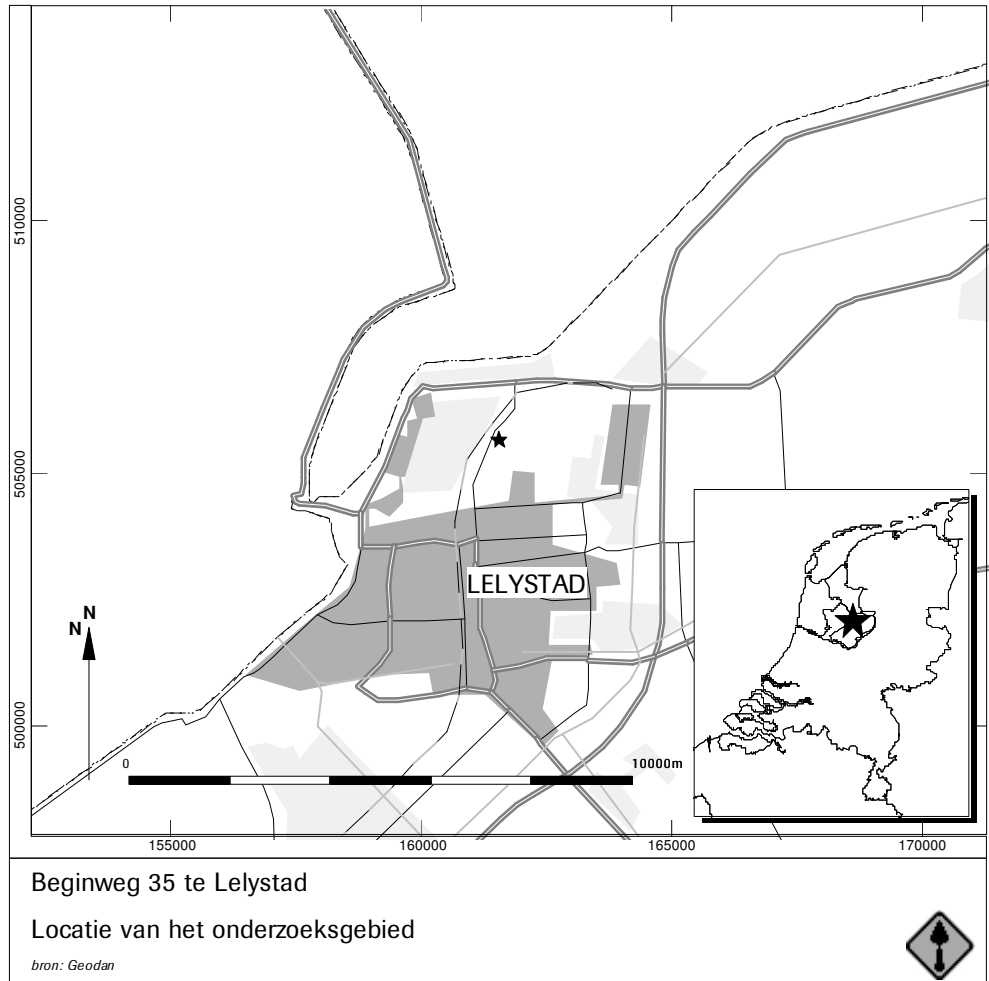 510000
505000
500000
LELYSTAD
N
N
0 10000m
155000 160000 165000 170000
Beginweg 35 te Lelystad
Locatie van het onderzoeksgebied
bron: Geodan